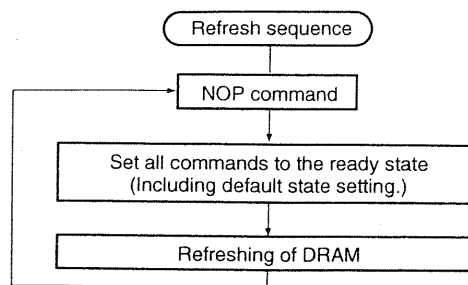 Refresh sequence
NOP command
Set all commands to the ready state
(Including default state setting.)
Refreshing of DRAM